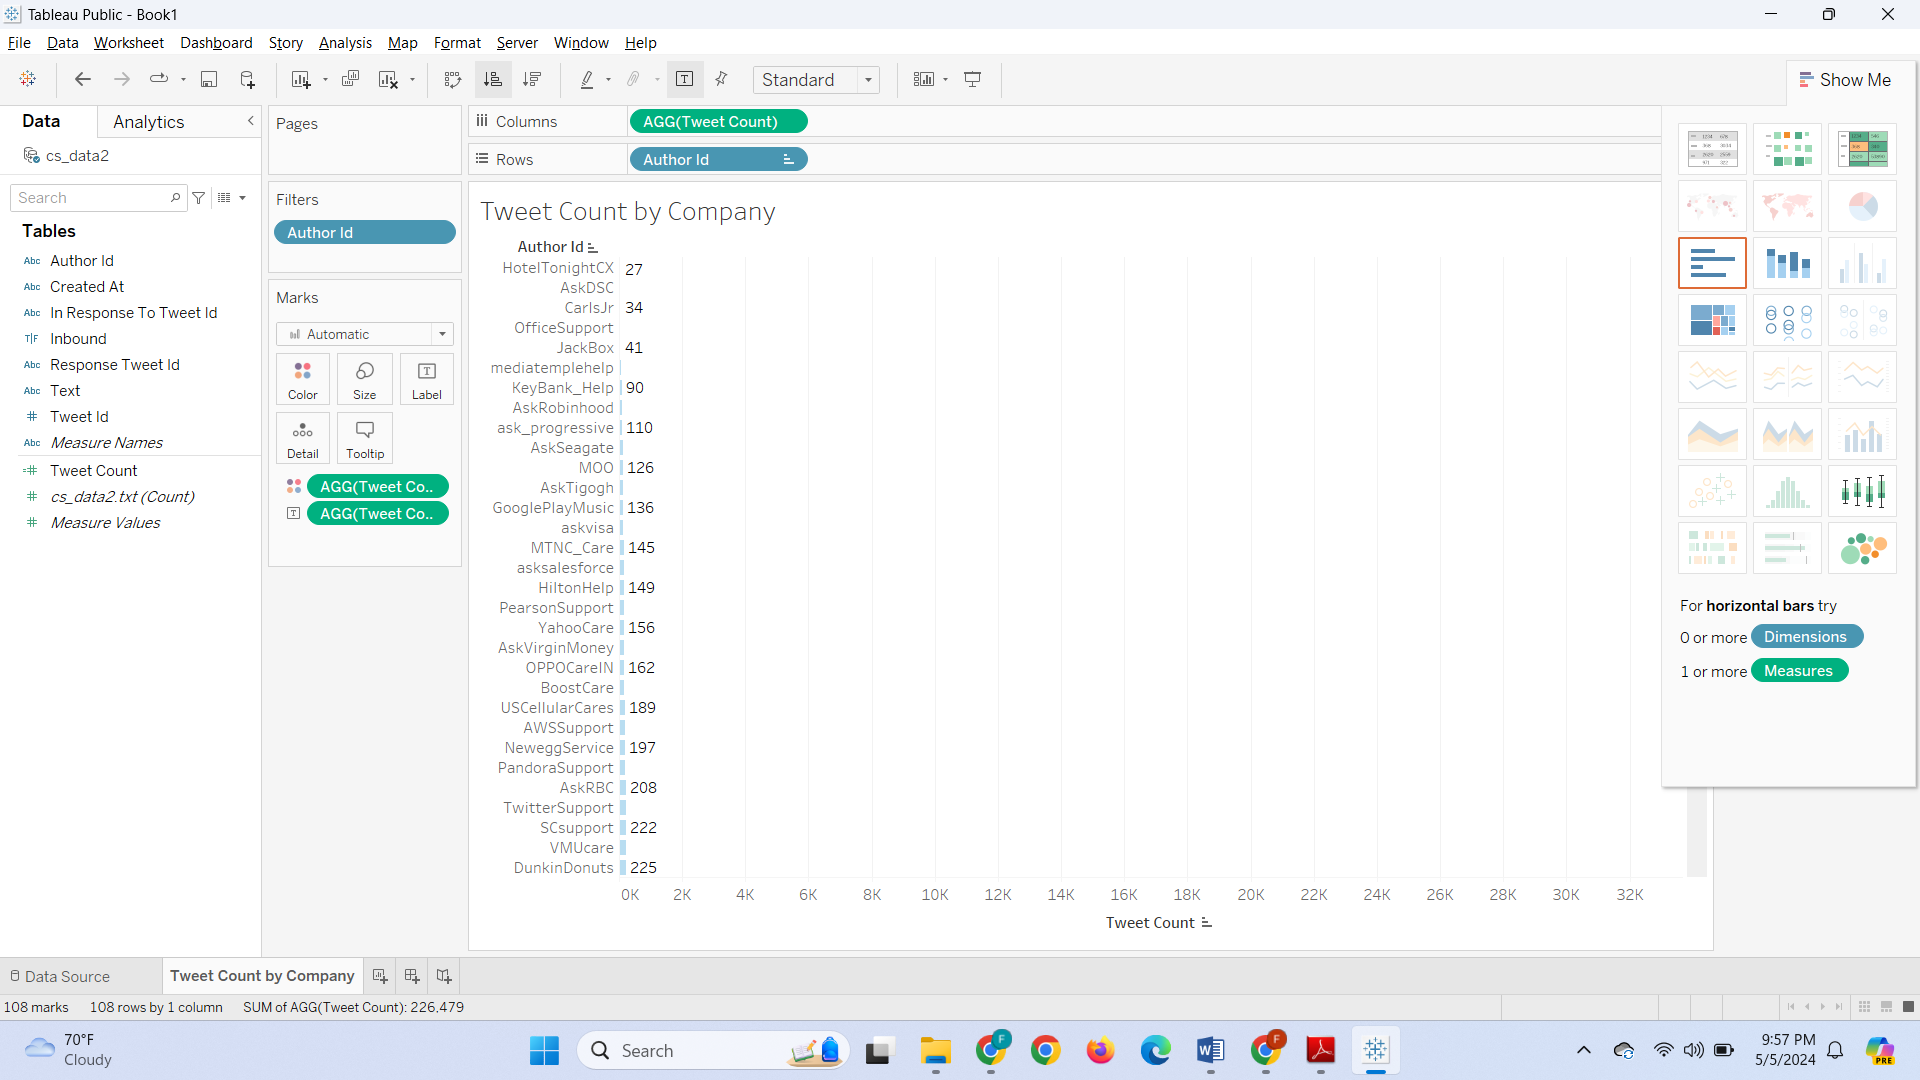 Tableau Public - Book1
File Data Worksheet Dashboard Story Analysis Map Format Server Window Help
Standard
Show Me
Data Analytics
cs_data2
Search
Tables
Abc Author Id
Abc Created At
Abc In Response To Tweet Id
T|F Inbound
Abc Response Tweet Id
Abc Text
# Tweet Id
Abc Measure Names
=# Tweet Count
# cs_data2.txt (Count)
# Measure Values
Pages
Filters
Author Id
Marks
Automatic
Color Size Label
Detail Tooltip
AGG(Tweet Co..
AGG(Tweet Co..
Columns AGG(Tweet Count)
Rows Author Id
Tweet Count by Company
Author Id
HotelTonightCX 27
AskDSC
CarlsJr 34
OfficeSupport
JackBox 41
mediatemplehelp
KeyBank_Help 90
AskRobinhood
ask_progressive 110
AskSeagate
MOO 126
AskTigogh
GooglePlayMusic 136
askvisa
MTNC_Care 145
asksalesforce
HiltonHelp 149
PearsonSupport
YahooCare 156
AskVirginMoney
OPPOCareIN 162
BoostCare
USCellularCares 189
AWSSupport
NeweggService 197
PandoraSupport
AskRBC 208
TwitterSupport
SCsupport 222
VMUcare
DunkinDonuts 225
0K 2K 4K 6K 8K 10K 12K 14K 16K 18K 20K 22K 24K 26K 28K 30K 32K
Tweet Count
For horizontal bars try
0 or more Dimensions
1 or more Measures
Data Source Tweet Count by Company
108 marks 108 rows by 1 column SUM of AGG(Tweet Count): 226,479
70°F
Cloudy
Search
9:57 PM
5/5/2024
PRE